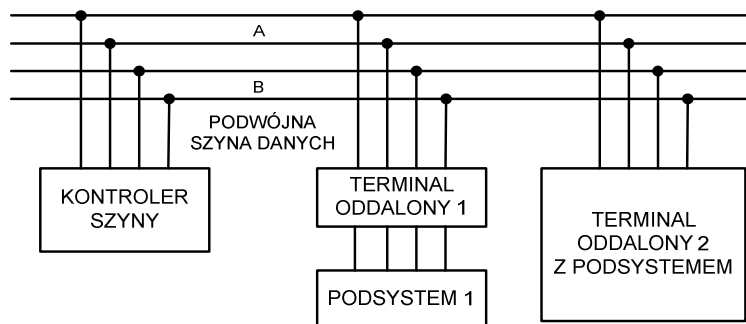 A
B
PODWÓJNA
SZYNA DANYCH
KONTROLER
SZYNY
TERMINAL
ODDALONY 1
PODSYSTEM 1
TERMINAL
ODDALONY 2
Z PODSYSTEMEM